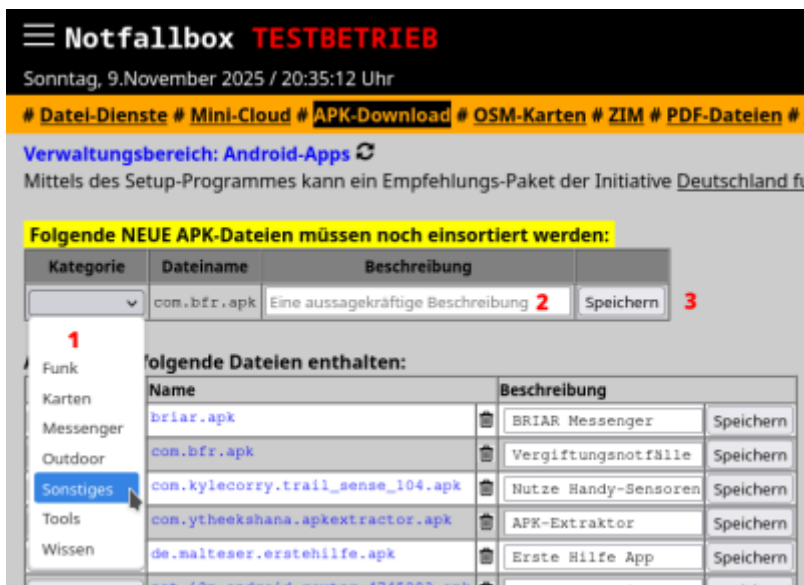 Notfallbox TESTBETRIEB
Sonntag, 9.November 2025 / 20:35:12 Uhr
# Datei-Dienste # Mini-Cloud # APK-Download # OSM-Karten # ZIM # PDF-Dateien #
Verwaltungsbereich: Android-Apps
Mittels des Setup-Programmes kann ein Empfehlungs-Paket der Initiative Deutschland
Folgende NEUE APK-Dateien müssen noch einsortiert werden:
Kategorie Dateiname Beschreibung
com.bfr.apk Eine aussagekräftige Beschreibung 2 Speichern 3
1
folgende Dateien enthalten:
Funk
Name Beschreibung
Karten
briar.apk BRIAR Messenger Speichern
Messenger
com.bfr.apk Vergiftungsnotfälle Speichern
Outdoor
Sonstiges com.kylecorry.trail_sense_104.apk Nutze Handy-Sensoren Speichern
Tools com.ytheekshana.apkextractor.apk APK-Extraktor Speichern
Wissen de.malteser.erstehilfe.apk Erste Hilfe App Speichern